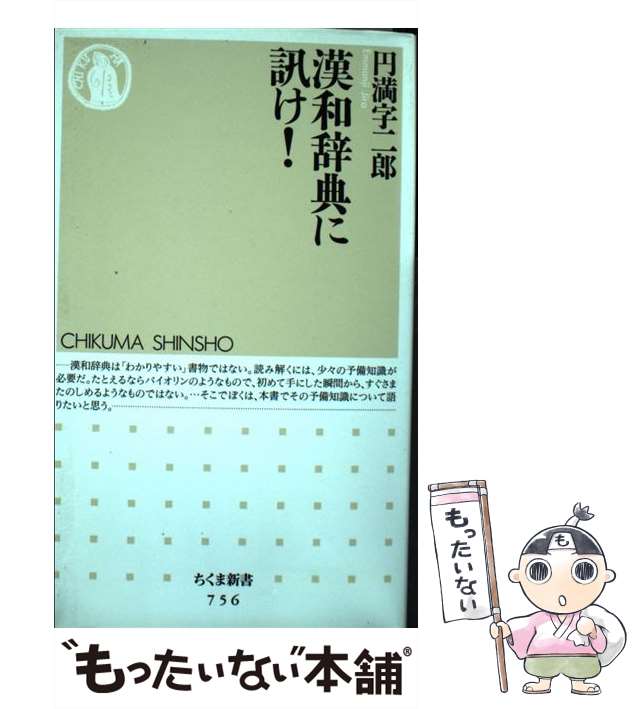 漢和辞典に
訊け！
円満字二郎
Enmanji Jiro
CHIKUMA SHINSHO
……漢和辞典は「わかりやすい」書物ではない。読み解くには、少々の予備知識が
必要だ。たとえるならバイオリンのようなもので、初めて手にした瞬間から、すぐさま
たのしめるようなものではない。…そこでぼくは、本書でその予備知識について語
りたいと思う。……
ちくま新書
756
もったいない
も
“もったいない”本舗®